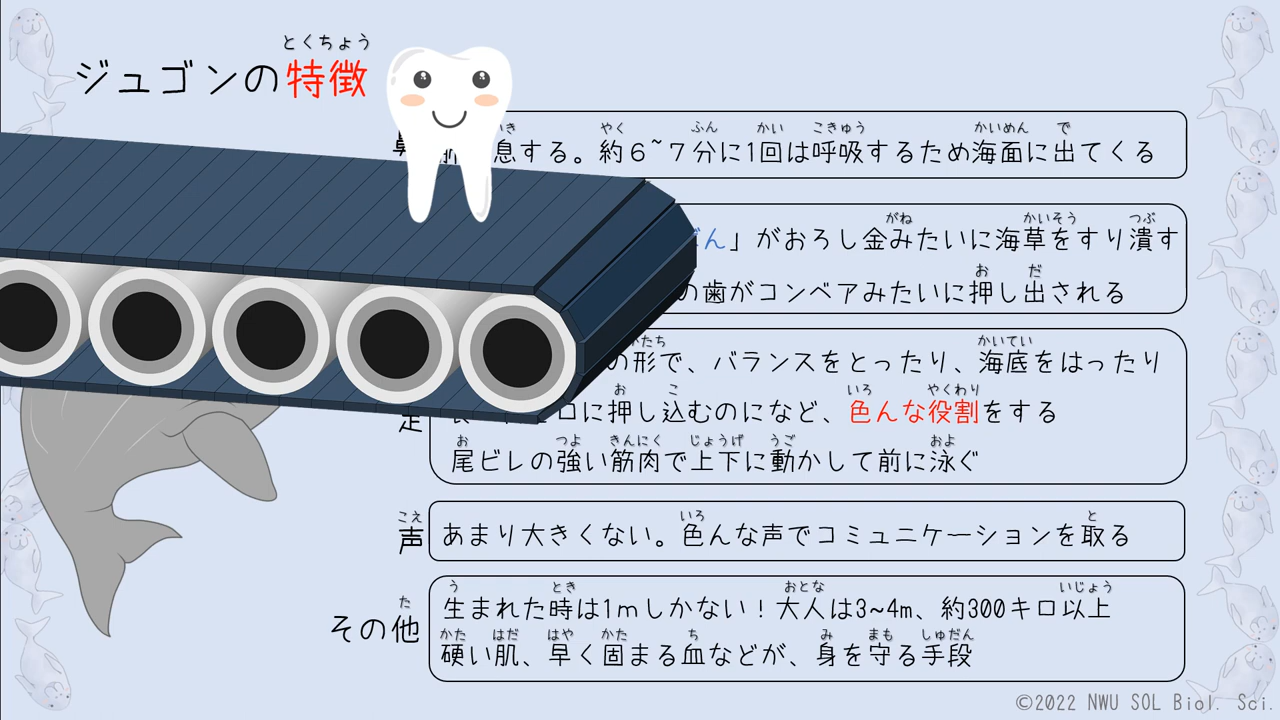 ジュゴンの特徴
とくちょう
やく ふん かい こきゅう かいめん で
息する。約6~7分に1回は呼吸するため海面に出てくる
がね かいそう つぶ
ん」がおろし金みたいに海草をすり潰す
お だ
の歯がコンベアみたいに押し出される
かたち かいてい
の形で、バランスをとったり、海底をはったり
お こ いろ やくわり
に押し込むのになど、色んな役割をする
お つよ きんにく じょうげ うご およ
尾ビレの強い筋肉で上下に動かして前に泳ぐ
こえ いろ と
声 あまり大きくない。色んな声でコミュニケーションを取る
う とき おとな いじょう
生まれた時は1mしかない！大人は3~4m、約300キロ以上
た
その他
かた はだ はや かた ち み まも しゅだん
硬い肌、早く固まる血などが、身を守る手段
©2022 NWU SOL Biol. Sci.